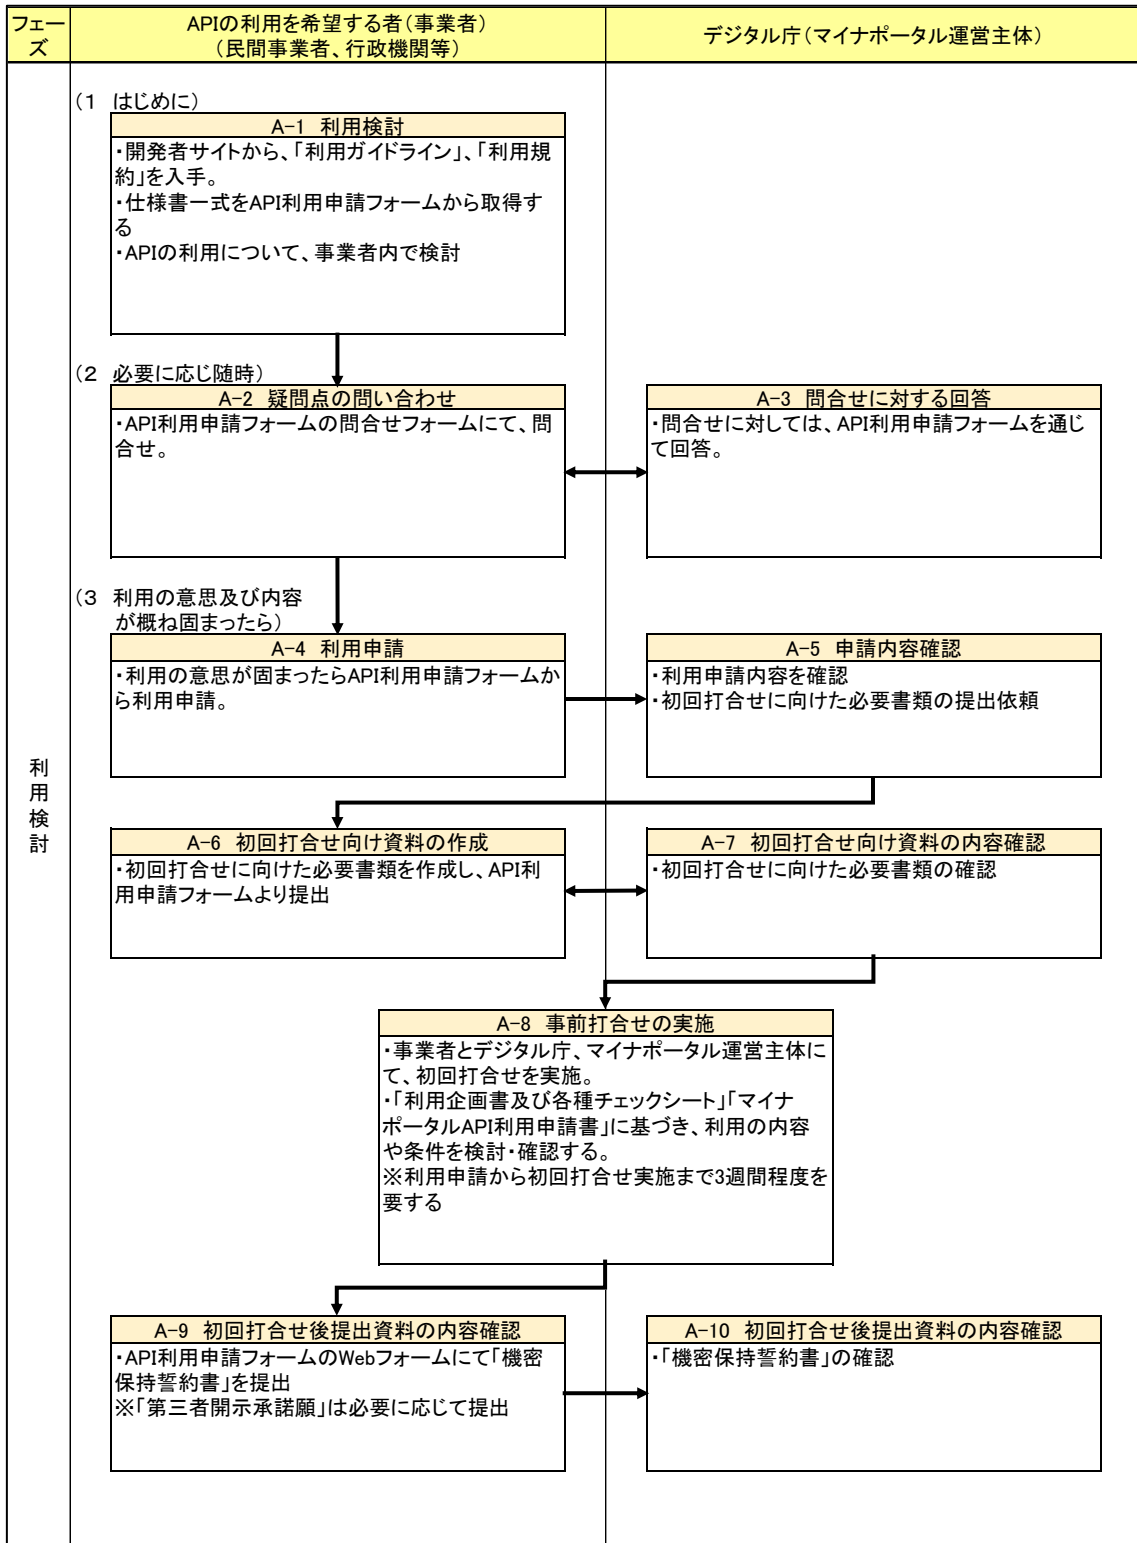 フェー
ズ
APIの利用を希望する者(事業者)
(民間事業者、行政機関等)
デジタル庁(マイナポータル運営主体)
利
用
検
討
(1 はじめに)
A-1 利用検討
・開発者サイトから、「利用ガイドライン」、「利用規
約」を入手。
・仕様書一式をAPI利用申請フォームから取得す
る
・APIの利用について、事業者内で検討
(2 必要に応じ随時)
A-2 疑問点の問い合わせ
・API利用申請フォームの問合せフォームにて、問
合せ。
A-3 問合せに対する回答
・問合せに対しては、API利用申請フォームを通じ
て回答。
(3 利用の意思及び内容
が概ね固まったら)
A-4 利用申請
・利用の意思が固まったらAPI利用申請フォームか
ら利用申請。
A-5 申請内容確認
・利用申請内容を確認
・初回打合せに向けた必要書類の提出依頼
A-6 初回打合せ向け資料の作成
・初回打合せに向けた必要書類を作成し、API利
用申請フォームより提出
A-7 初回打合せ向け資料の内容確認
・初回打合せに向けた必要書類の確認
A-8 事前打合せの実施
・事業者とデジタル庁、マイナポータル運営主体に
て、初回打合せを実施。
・「利用企画書及び各種チェックシート」「マイナ
ポータルAPI利用申請書」に基づき、利用の内容
や条件を検討・確認する。
※利用申請から初回打合せ実施まで3週間程度を
要する
A-9 初回打合せ後提出資料の内容確認
・API利用申請フォームのWebフォームにて「機密
保持誓約書」を提出
※「第三者開示承諾願」は必要に応じて提出
A-10 初回打合せ後提出資料の内容確認
・「機密保持誓約書」の確認